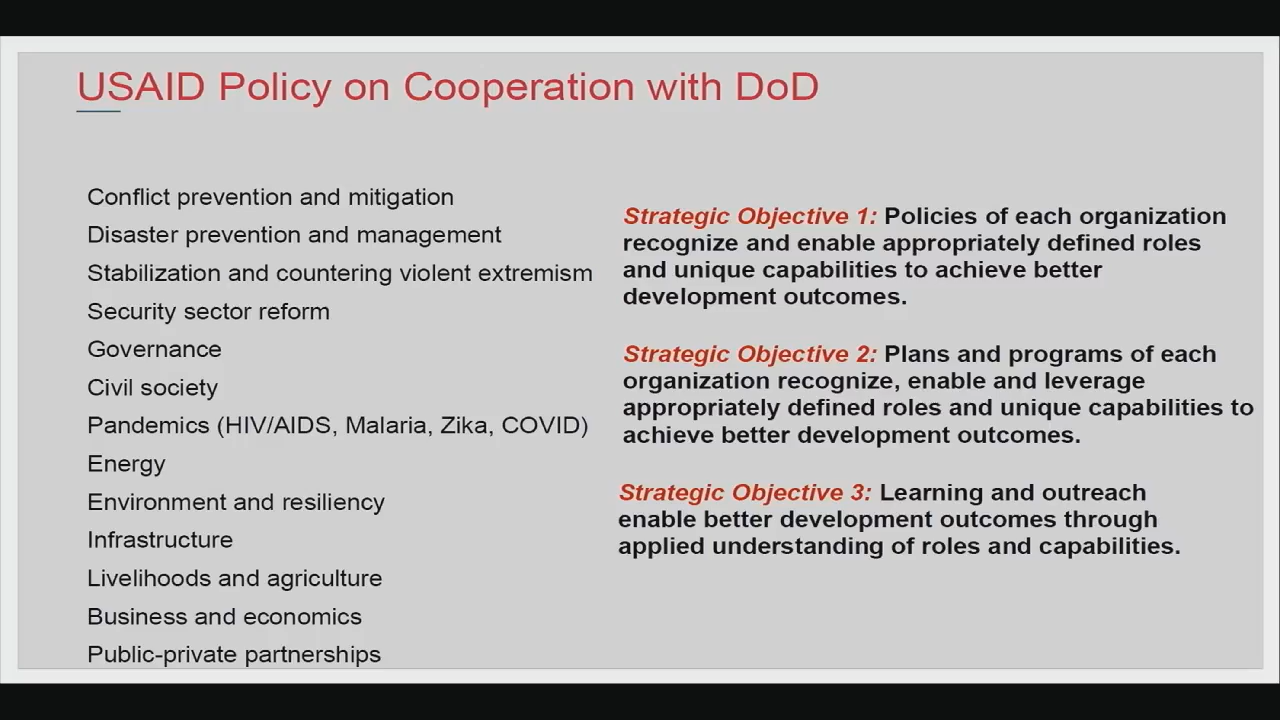 USAID Policy on Cooperation with DoD
Conflict prevention and mitigation
Disaster prevention and management
Stabilization and countering violent extremism
Security sector reform
Governance
Civil society
Pandemics (HIV/AIDS, Malaria, Zika, COVID)
Energy
Environment and resiliency
Infrastructure
Livelihoods and agriculture
Business and economics
Public-private partnerships
Strategic Objective 1: Policies of each organization
recognize and enable appropriately defined roles
and unique capabilities to achieve better
development outcomes.
Strategic Objective 2: Plans and programs of each
organization recognize, enable and leverage
appropriately defined roles and unique capabilities to
achieve better development outcomes.
Strategic Objective 3: Learning and outreach
enable better development outcomes through
applied understanding of roles and capabilities.